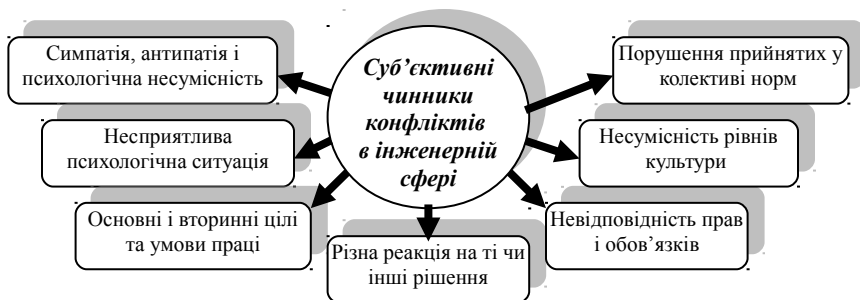 Суб’єктивні
чинники
конфліктів
в інженерній
сфері
Симпатія, антипатія і
психологічна несумісність
Несприятлива
психологічна ситуація
Основні і вторинні цілі
та умови праці
Різна реакція на ті чи
інші рішення
Порушення прийнятих у
колективі норм
Несумісність рівнів
культури
Невідповідність прав
і обов’язків